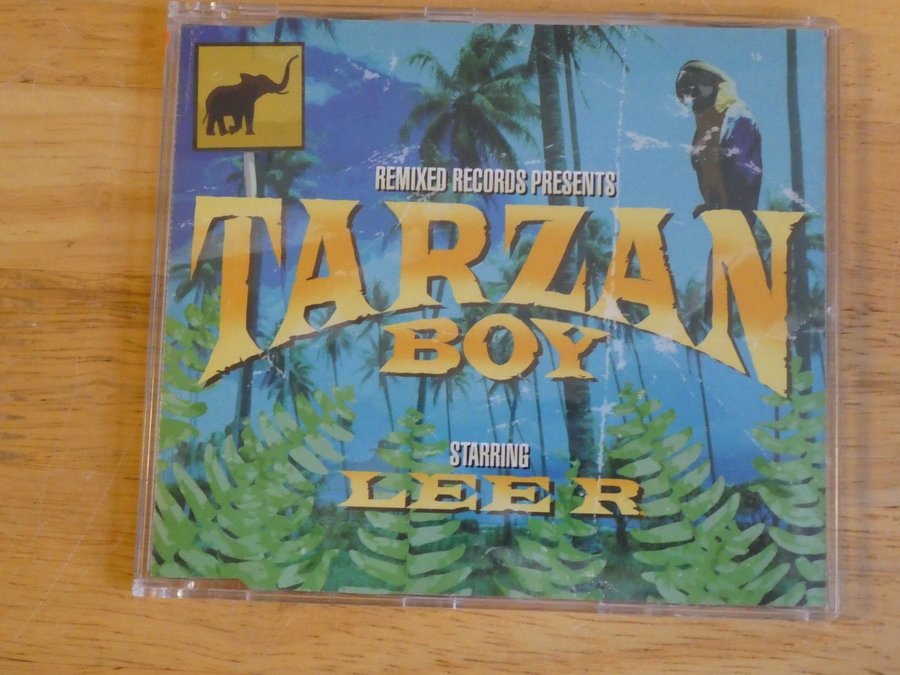 REMIXED RECORDS PRESENTS
TARZAN
BOY
STARRING
LEE R